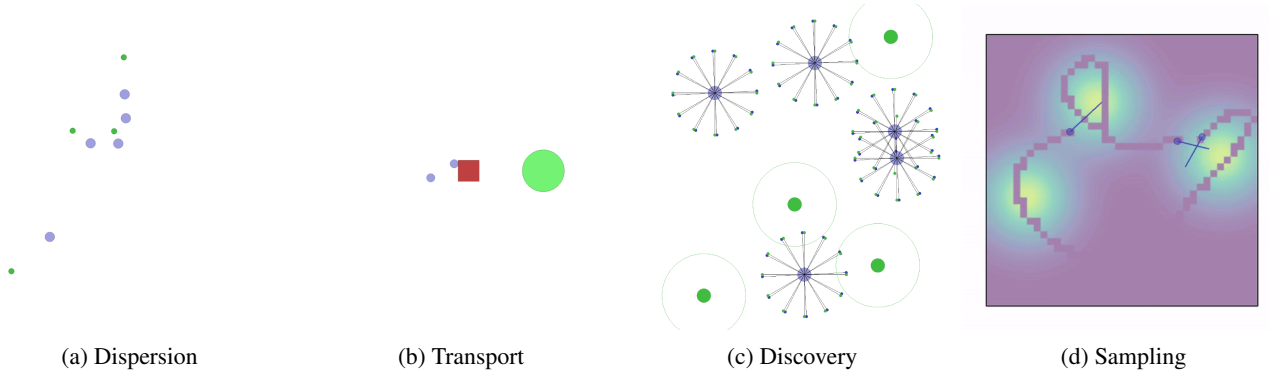 (a) Dispersion
(b) Transport
(c) Discovery
(d) Sampling